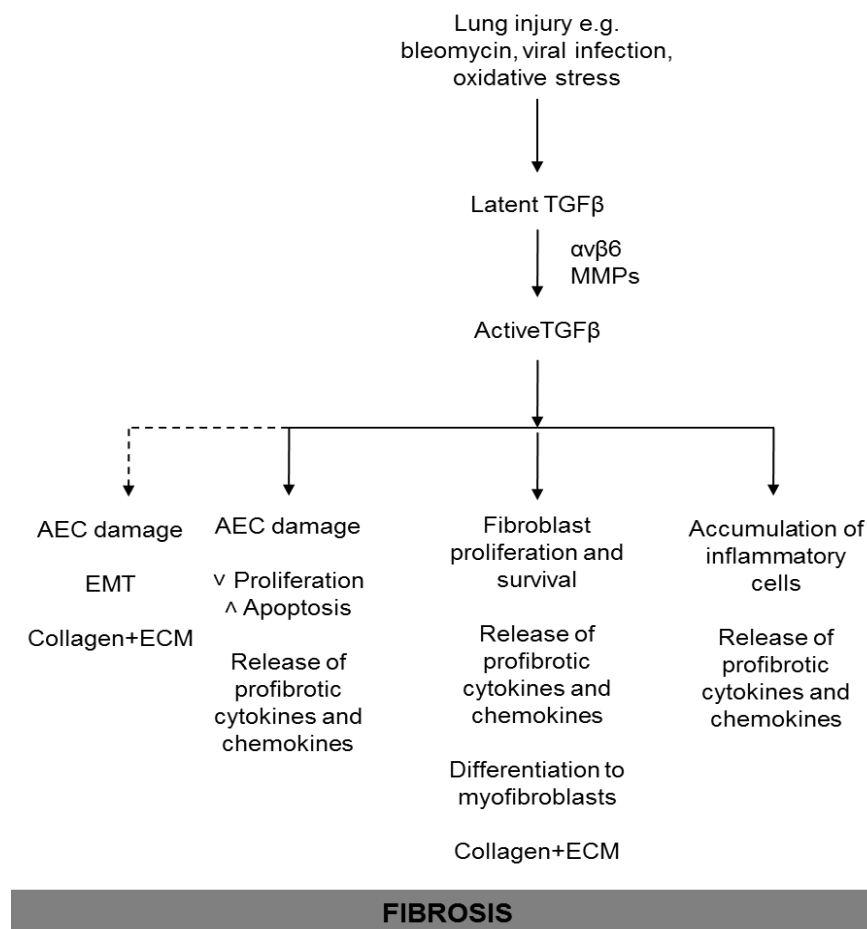 Lung injury e.g.
bleomycin, viral infection,
oxidative stress
Latent TGFβ
αvβ6
MMPs
ActiveTGFβ
AEC damage
EMT
Collagen+ECM
AEC damage
˅ Proliferation
˄ Apoptosis
Release of
profibrotic
cytokines and
chemokines
Fibroblast
proliferation and
survival
Release of
profibrotic
cytokines and
chemokines
Differentiation to
myofibroblasts
Collagen+ECM
Accumulation of
inflammatory
cells
Release of
profibrotic
cytokines and
chemokines
FIBROSIS